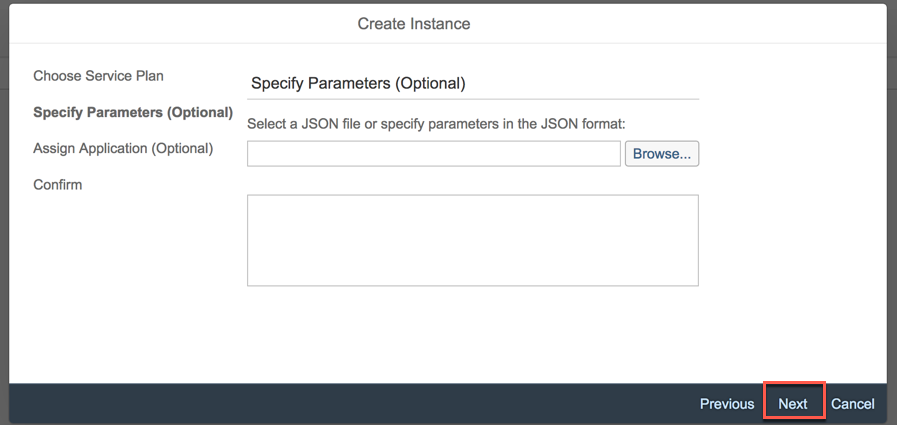 Create Instance
Choose Service Plan
Specify Parameters (Optional)
Assign Application (Optional)
Confirm
Specify Parameters (Optional)
Select a JSON file or specify parameters in the JSON format:
Browse...
Previous Next Cancel